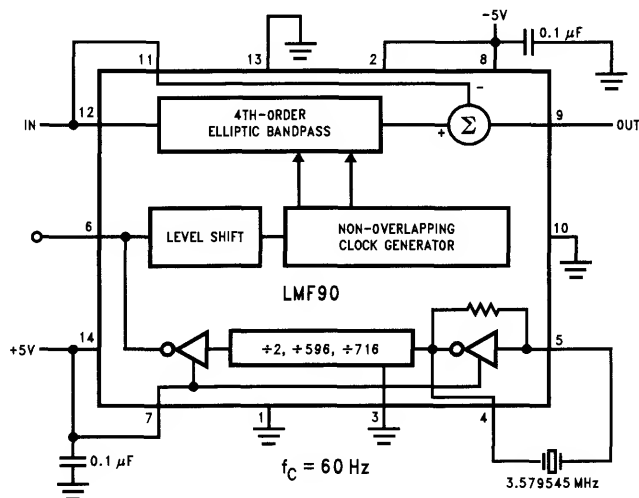 -5V
0.1 μF
11
13
2
8
12
IN
4TH-ORDER
ELLIPTIC BANDPASS
-
+
Σ
9
OUT
6
LEVEL SHIFT
NON-OVERLAPPING
CLOCK GENERATOR
10
LMF90
+5V
14
÷2, ÷596, ÷716
5
7
1
3
4
0.1 μF
fC = 60 Hz
3.579545 MHz